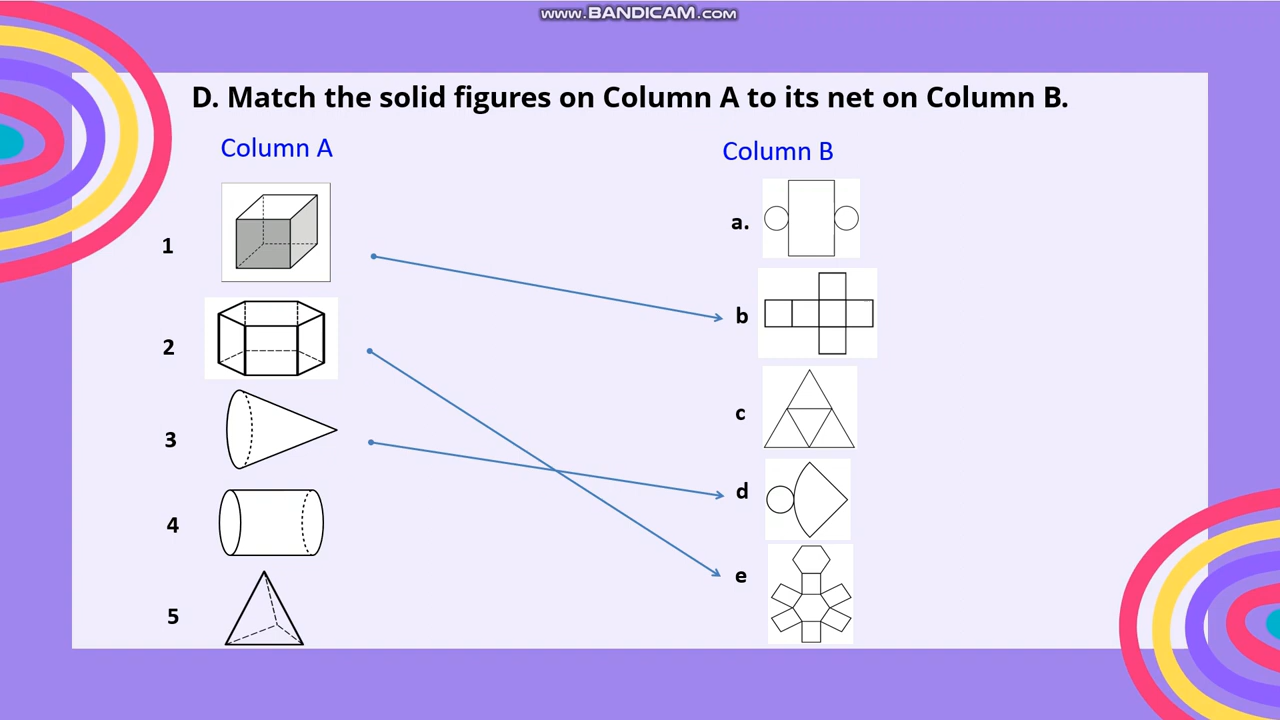 www.BANDICAM.com
D. Match the solid figures on Column A to its net on Column B.
Column A
Column B
1
a.
2
b
3
c
4
d
5
e